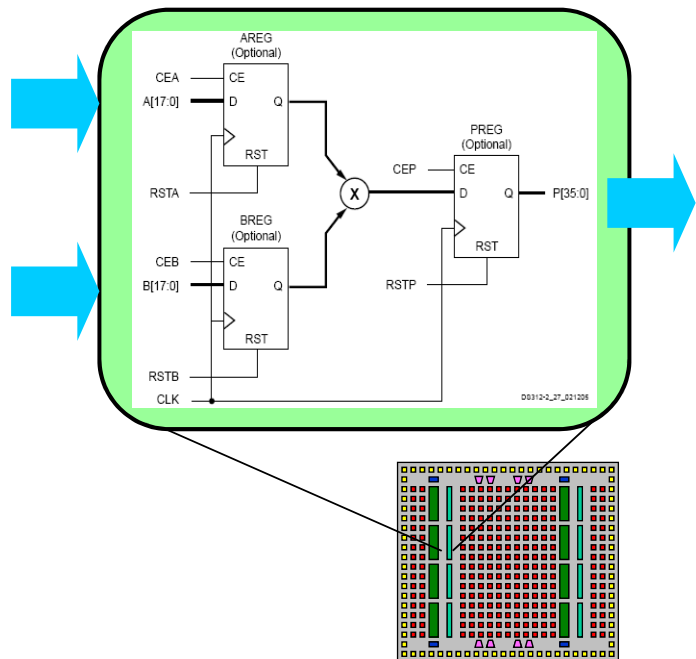 AREG
(Optional)
CEA
CE
A[17:0]
D
Q
RST
RSTA
PREG
(Optional)
CEP
CE
D
Q
P[35:0]
X
RST
RSTP
BREG
(Optional)
CEB
CE
B[17:0]
D
Q
RST
RSTB
CLK
DS312-2_27_021205